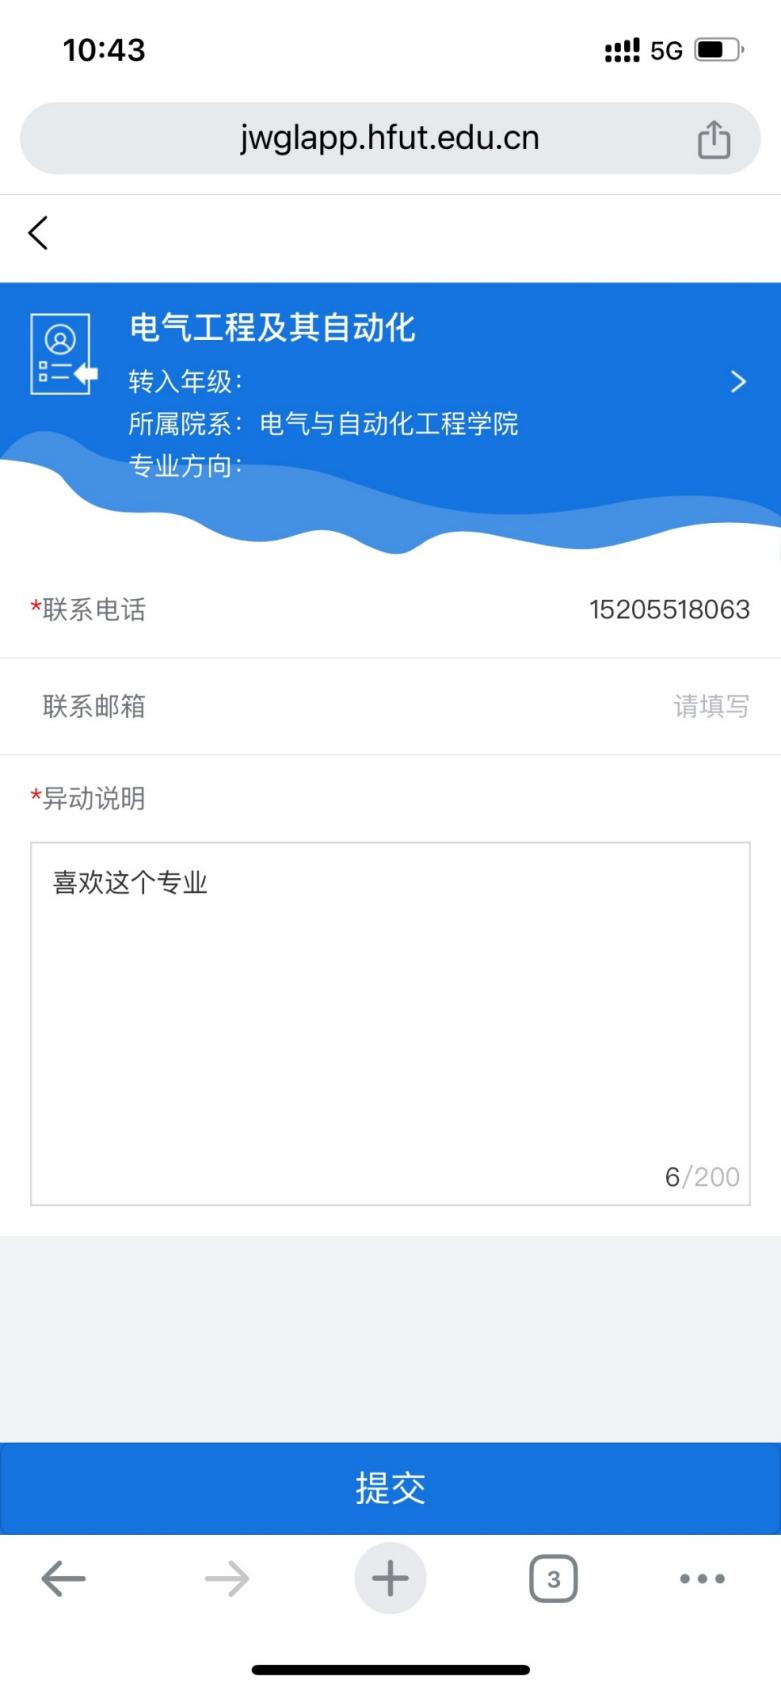 10:43
5G
jwglapp.hfut.edu.cn
电气工程及其自动化
转入年级：
所属院系：电气与自动化工程学院
专业方向：
*联系电话 15205518063
联系邮箱 请填写
*异动说明
喜欢这个专业
6/200
提交
3